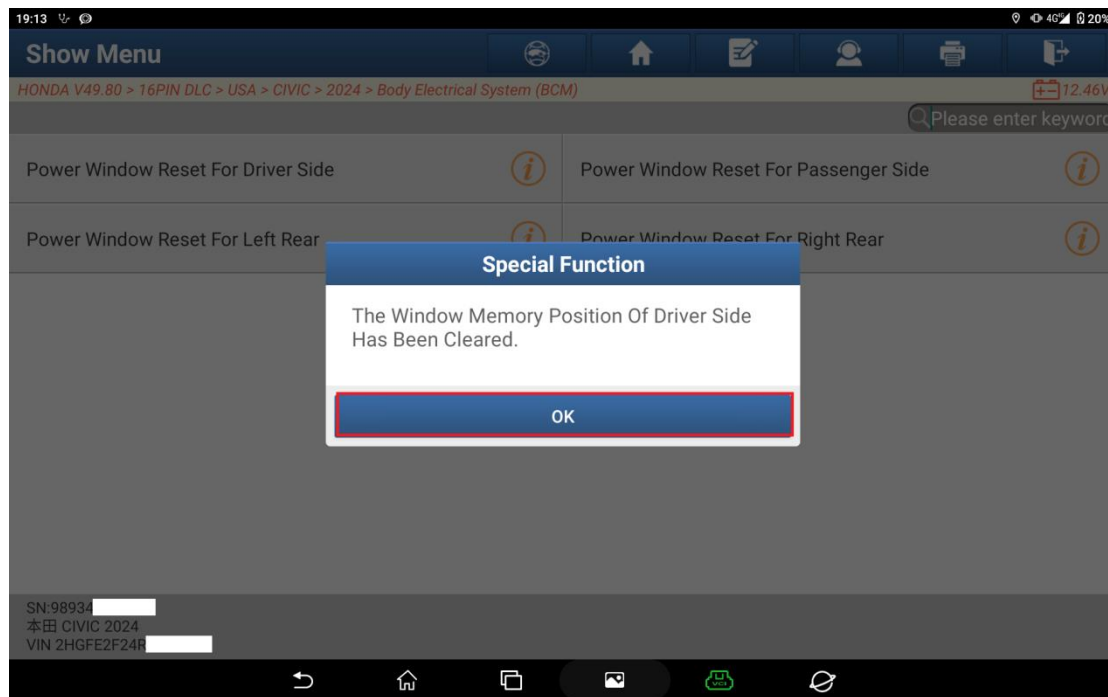 19:13 4G 20%
Show Menu
HONDA V49.80 > 16PIN DLC > USA > CIVIC > 2024 > Body Electrical System (BCM) 12.46V
Please enter keyword
Power Window Reset For Driver Side
Power Window Reset For Passenger Side
Power Window Reset For Left Rear
Power Window Reset For Right Rear
Special Function
The Window Memory Position Of Driver Side
Has Been Cleared.
OK
SN:98934
本田 CIVIC 2024
VIN 2HGFE2F24R
VCI